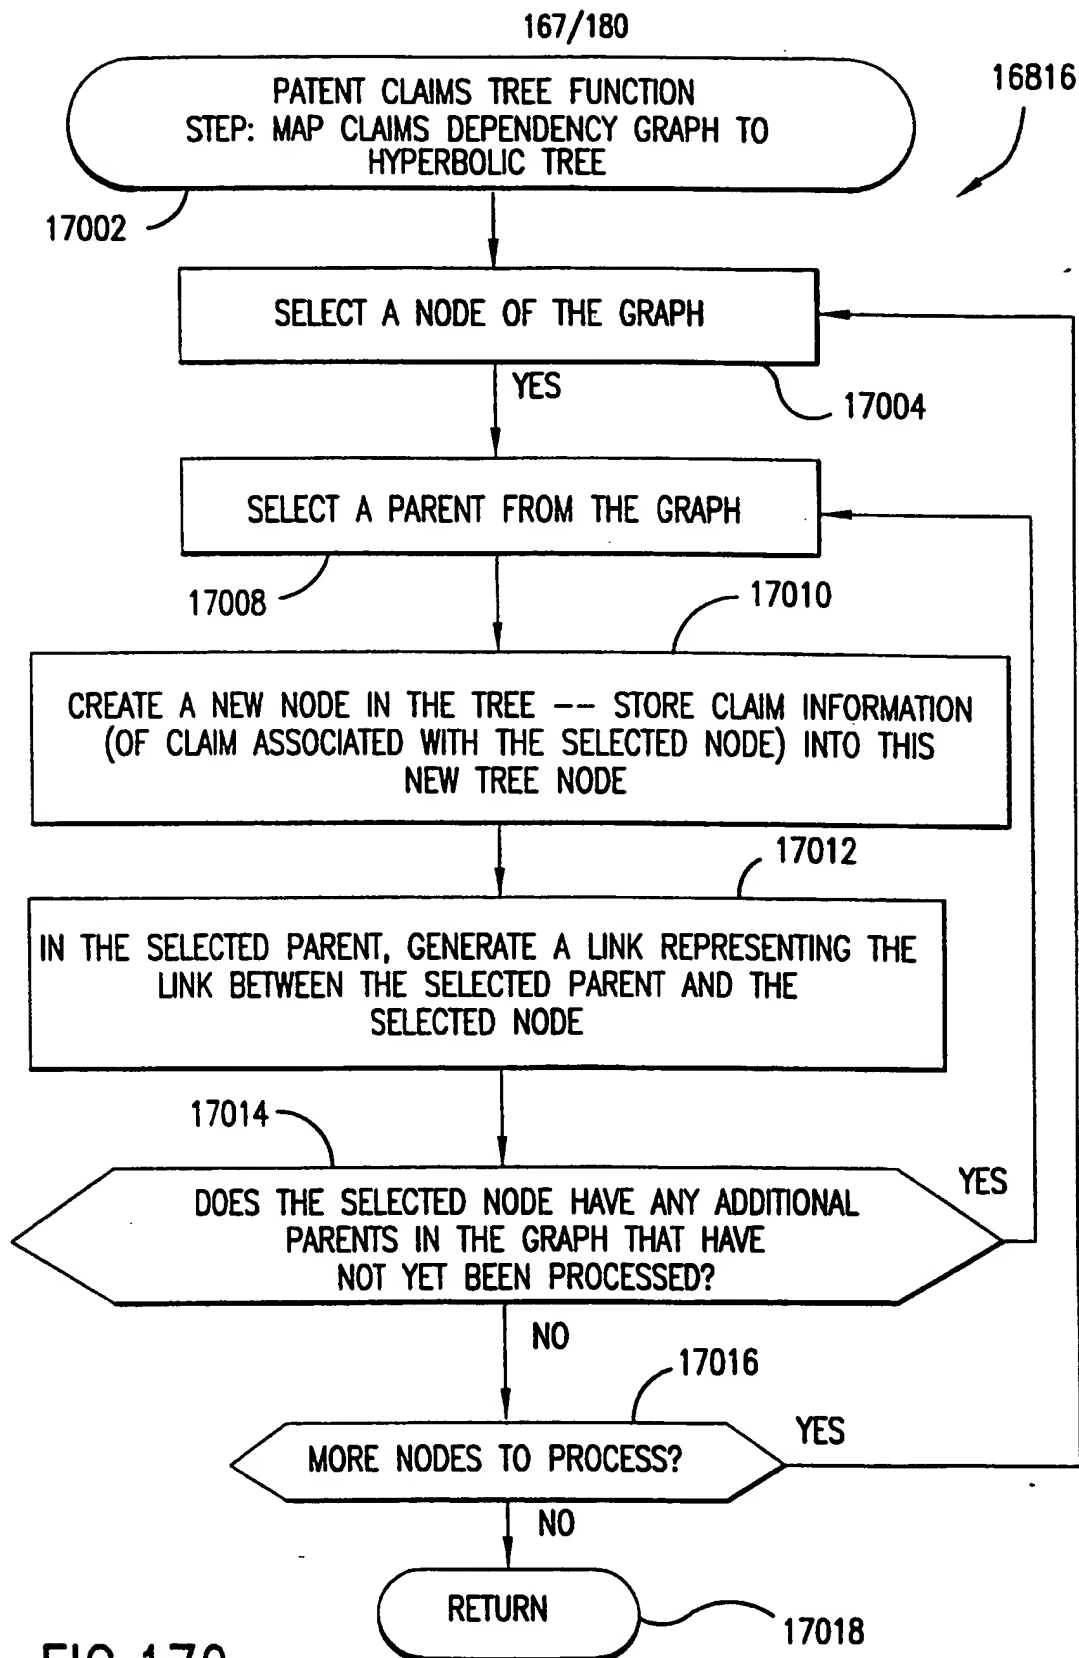 167/180
16816
PATENT CLAIMS TREE FUNCTION
STEP: MAP CLAIMS DEPENDENCY GRAPH TO
HYPERBOLIC TREE
17002
SELECT A NODE OF THE GRAPH
YES
17004
SELECT A PARENT FROM THE GRAPH
17008
17010
CREATE A NEW NODE IN THE TREE -- STORE CLAIM INFORMATION
(OF CLAIM ASSOCIATED WITH THE SELECTED NODE) INTO THIS
NEW TREE NODE
17012
IN THE SELECTED PARENT, GENERATE A LINK REPRESENTING THE
LINK BETWEEN THE SELECTED PARENT AND THE
SELECTED NODE
17014
YES
DOES THE SELECTED NODE HAVE ANY ADDITIONAL
PARENTS IN THE GRAPH THAT HAVE
NOT YET BEEN PROCESSED?
NO
17016
YES
MORE NODES TO PROCESS?
NO
RETURN
17018
FIG.170